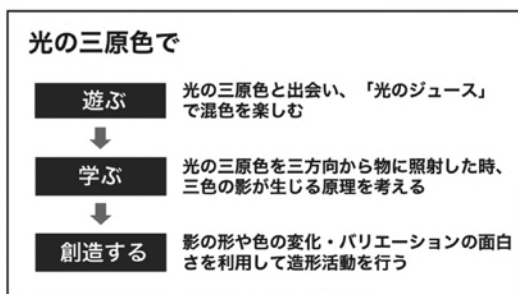 光の三原色で
遊ぶ
光の三原色と出会い、「光のジュース」
で混色を楽しむ
学ぶ
光の三原色を三方向から物に照射した時、
三色の影が生じる原理を考える
創造する
影の形や色の変化・バリエーションの面白
さを利用して造形活動を行う